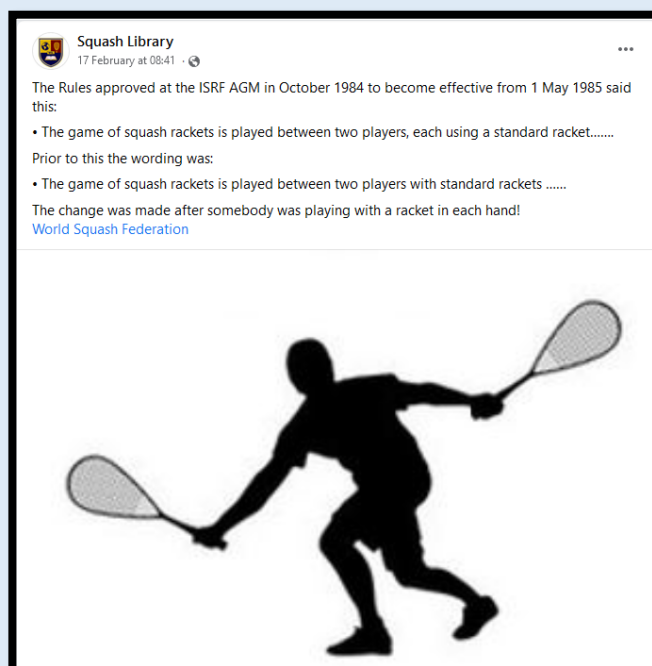 Squash Library
17 February at 08:41 ·
The Rules approved at the ISRF AGM in October 1984 to become effective from 1 May 1985 said
this:
• The game of squash rackets is played between two players, each using a standard racket.......
Prior to this the wording was:
• The game of squash rackets is played between two players with standard rackets ......
The change was made after somebody was playing with a racket in each hand!
World Squash Federation